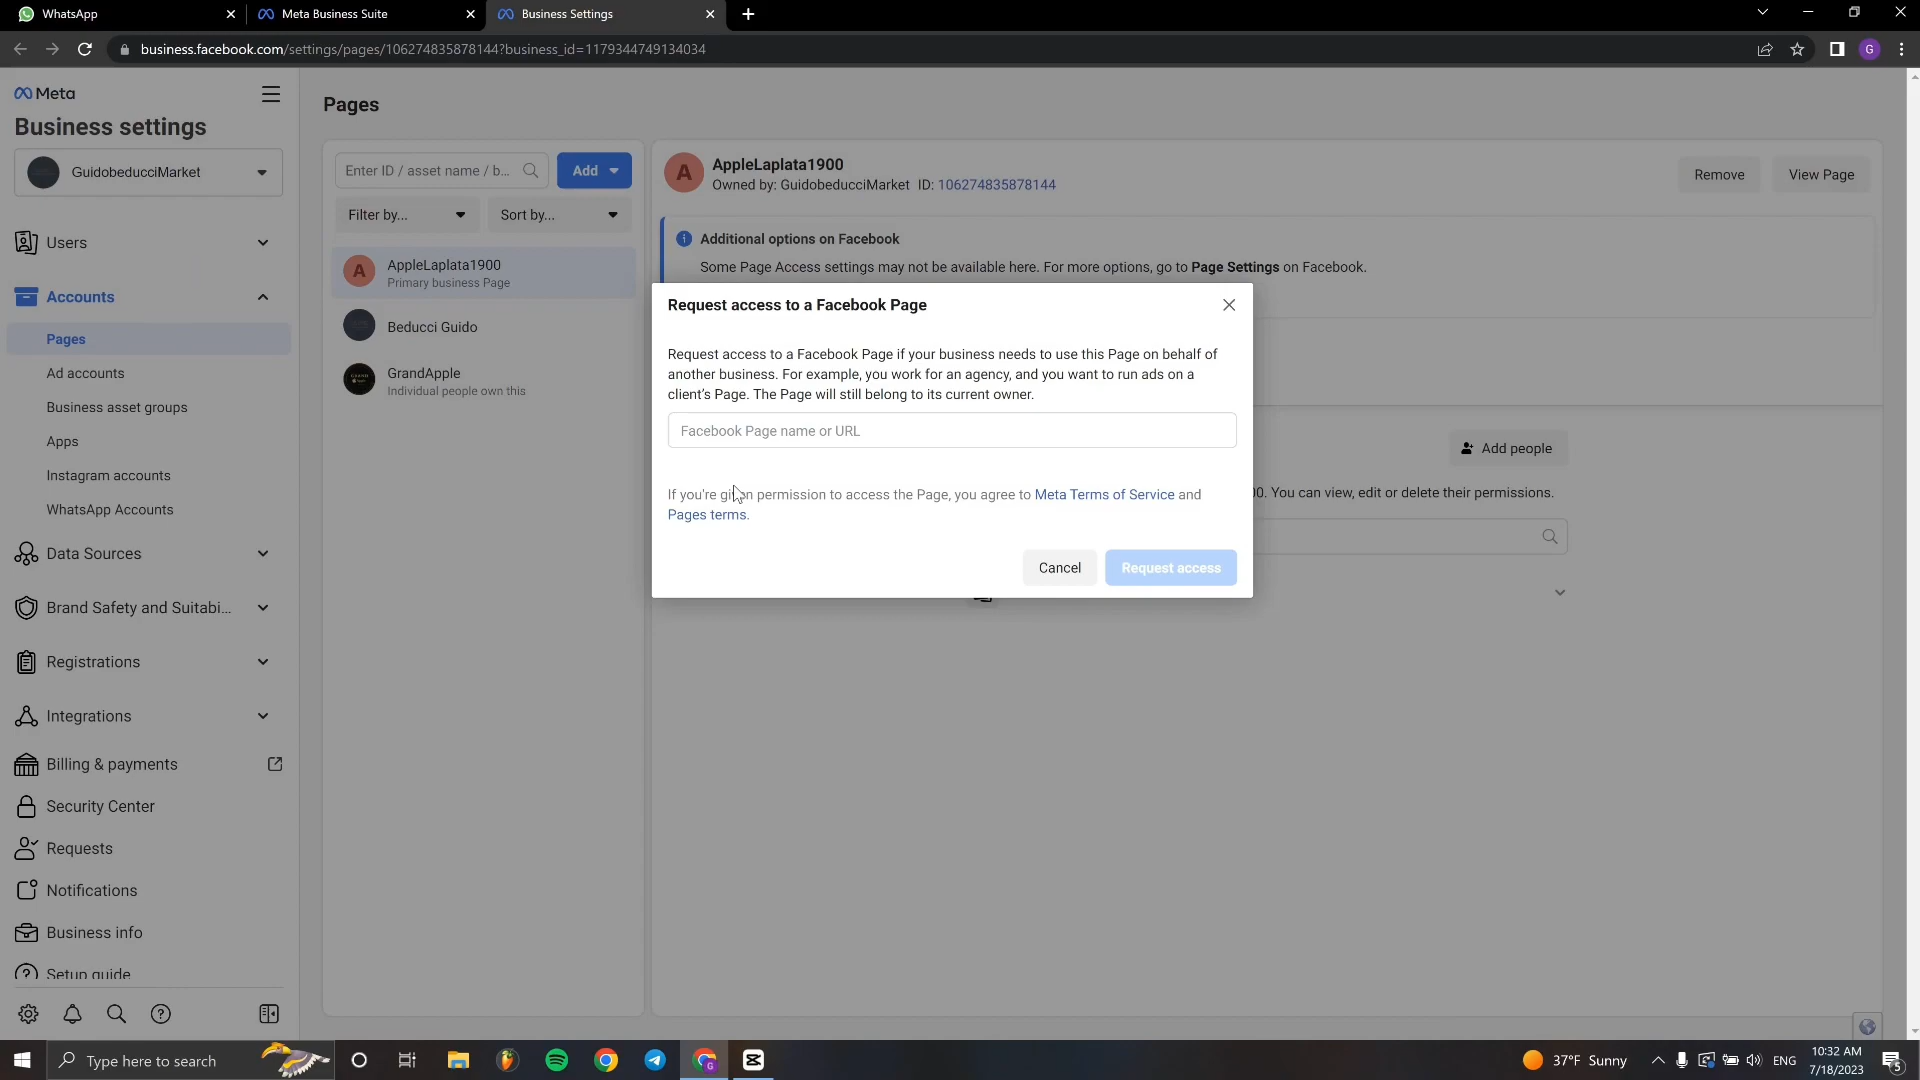 WhatsApp
Meta Business Suite
Business Settings
business.facebook.com/settings/pages/106274835878144?business_id=1179344749134034
G
Meta
Business settings
GuidobeducciMarket
Users
Accounts
Pages
Ad accounts
Business asset groups
Apps
Instagram accounts
WhatsApp Accounts
Data Sources
Brand Safety and Suitabi...
Registrations
Integrations
Billing & payments
Security Center
Requests
Notifications
Business info
Setup guide
Pages
Enter ID / asset name / b...
Add
Filter by...
Sort by...
A
AppleLaplata1900
Primary business Page
Beducci Guido
GrandApple
Individual people own this
A
AppleLaplata1900
Owned by: GuidobeducciMarket ID: 106274835878144
Remove
View Page
Additional options on Facebook
Some Page Access settings may not be available here. For more options, go to Page Settings on Facebook.
Add people
00. You can view, edit or delete their permissions.
Request access to a Facebook Page
Request access to a Facebook Page if your business needs to use this Page on behalf of
another business. For example, you work for an agency, and you want to run ads on a
client's Page. The Page will still belong to its current owner.
Facebook Page name or URL
If you're given permission to access the Page, you agree to Meta Terms of Service and
Pages terms.
Cancel
Request access
Type here to search
37°F Sunny
ENG
10:32 AM
7/18/2023
5